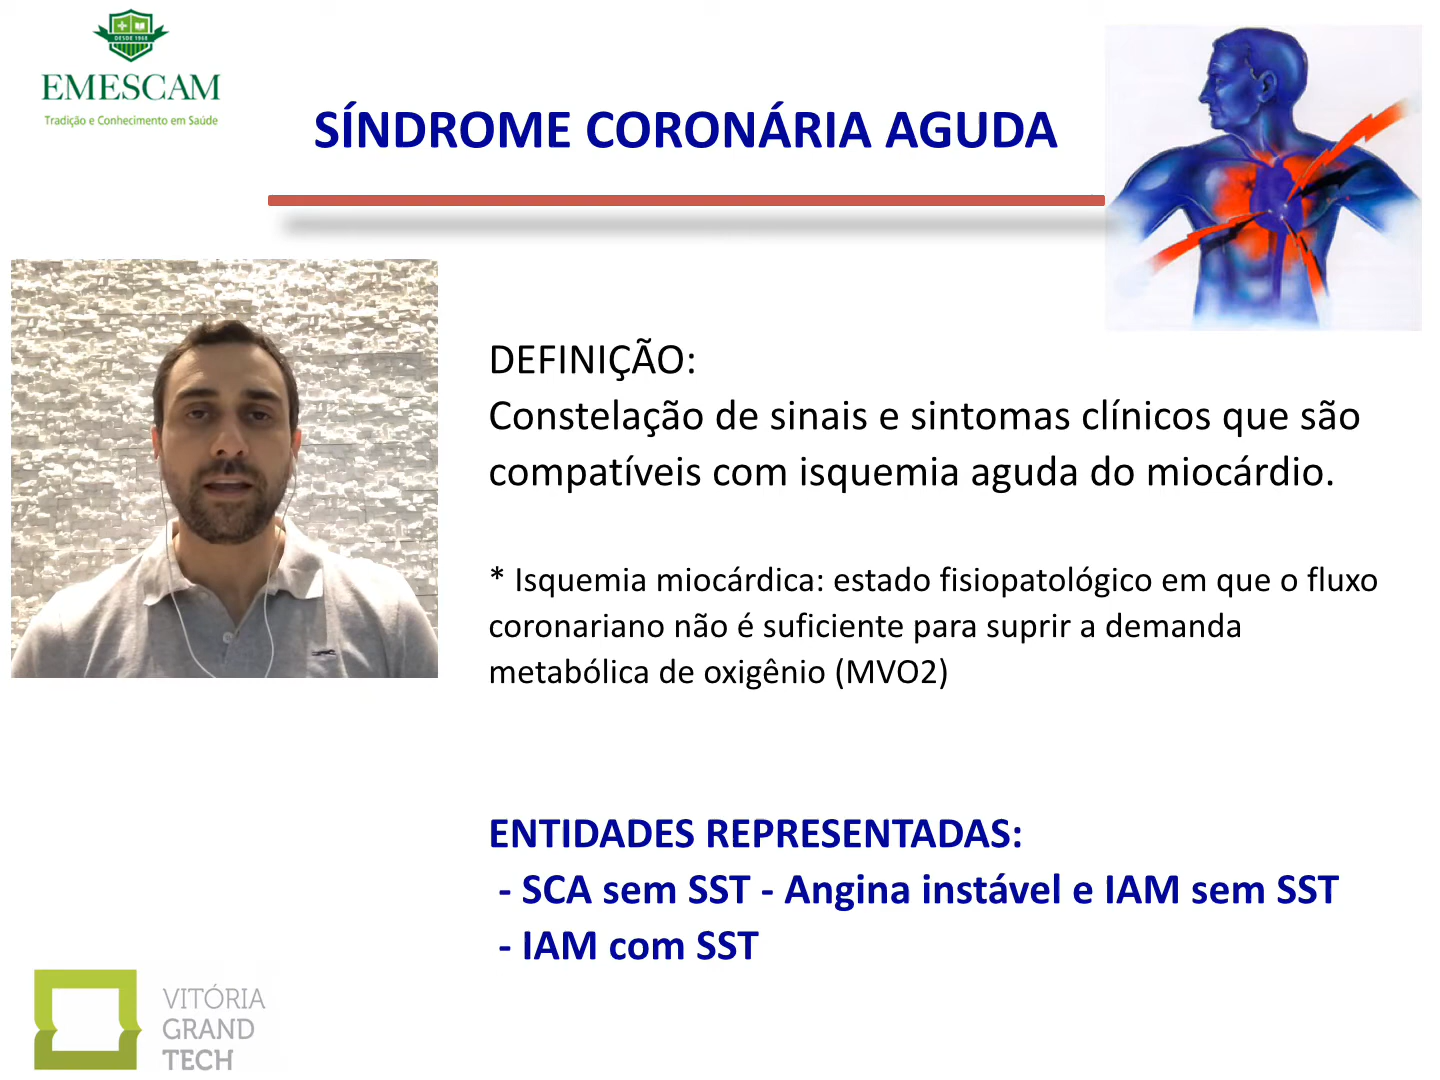 DESDE 1968
EMESCAM
Tradição e Conhecimento em Saúde
SÍNDROME CORONÁRIA AGUDA
DEFINIÇÃO:
Constelação de sinais e sintomas clínicos que são
compatíveis com isquemia aguda do miocárdio.
* Isquemia miocárdica: estado fisiopatológico em que o fluxo
coronariano não é suficiente para suprir a demanda
metabólica de oxigênio (MVO2)
ENTIDADES REPRESENTADAS:
- SCA sem SST - Angina instável e IAM sem SST
- IAM com SST
VITÓRIA
GRAND
TECH